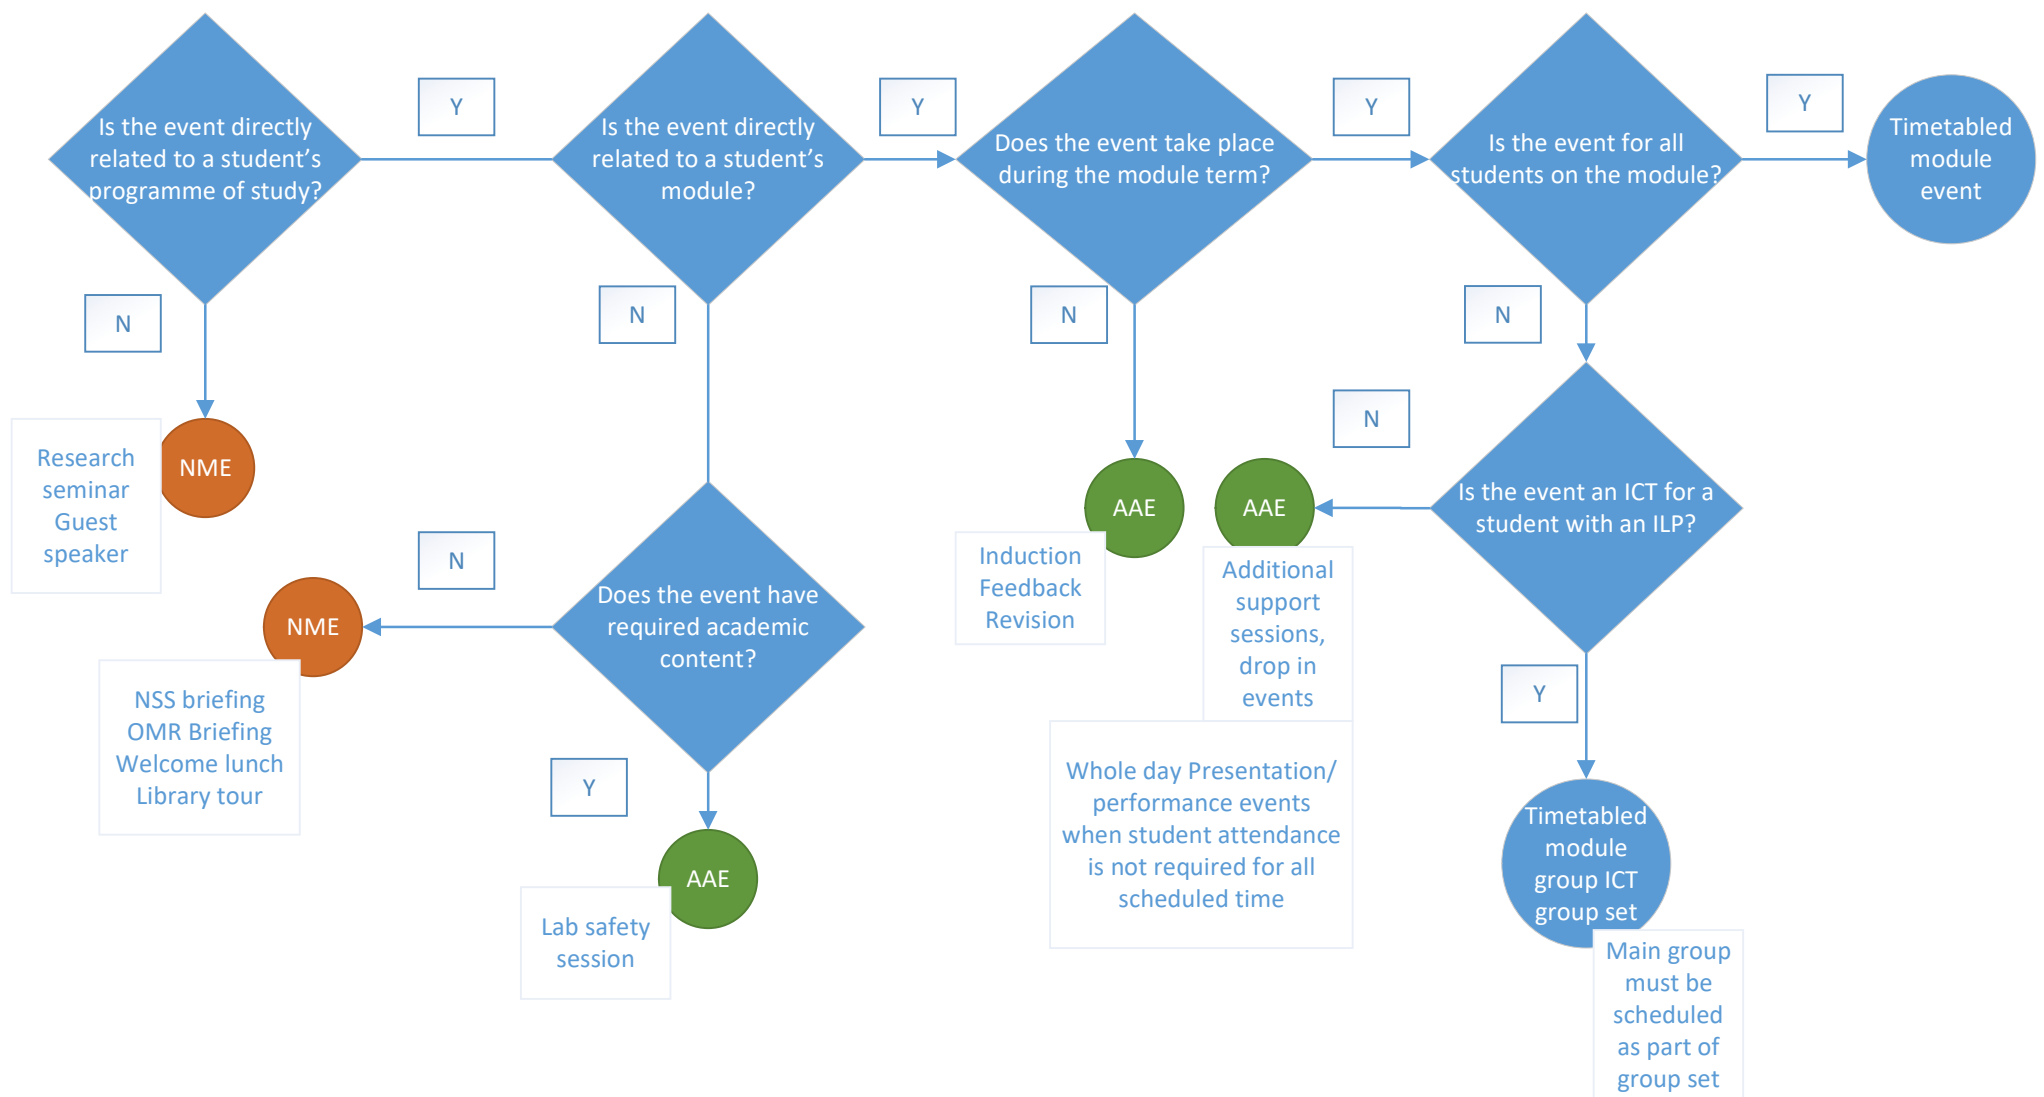 Is the event directly
related to a student’s
programme of study?
Y
Is the event directly
related to a student’s
module?
Y
Does the event take place
during the module term?
Y
Is the event for all
students on the module?
Y
Timetabled
module
event
N
N
N
N
Research
seminar
Guest
speaker
NME
N
NME
NSS briefing
OMR Briefing
Welcome lunch
Library tour
Does the event have
required academic
content?
Y
AAE
Lab safety
session
AAE
Induction
Feedback
Revision
N
AAE
Additional
support
sessions,
drop in
events
Whole day Presentation/
performance events
when student attendance
is not required for all
scheduled time
Is the event an ICT for a
student with an ILP?
Y
Timetabled
module
group ICT
group set
Main group
must be
scheduled
as part of
group set